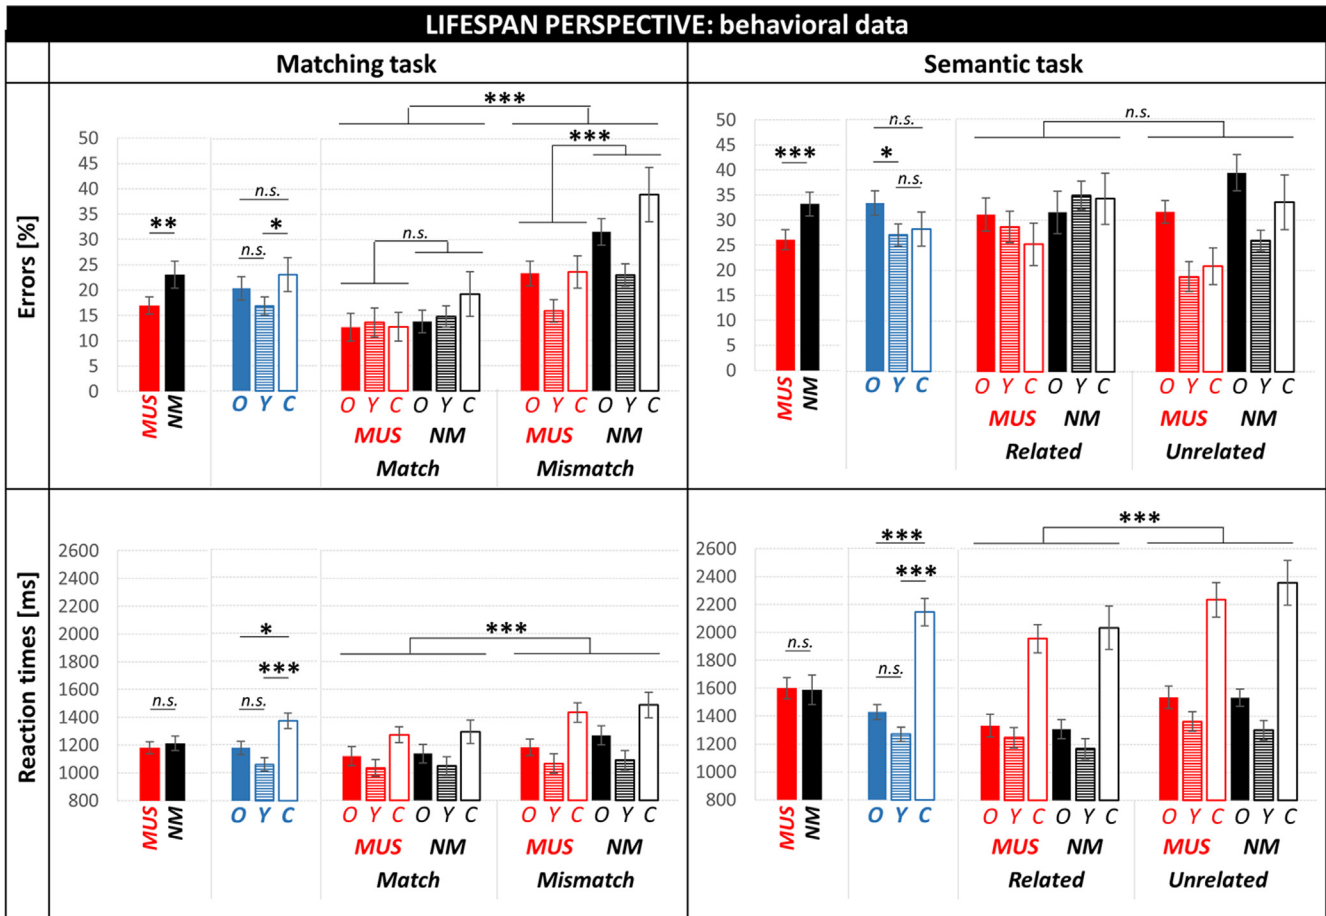 LIFESPAN PERSPECTIVE: behavioral data
Matching task
Semantic task
Errors [%]
50
45
40
35
30
25
20
15
10
5
0
**
n.s.
n.s.
*
n.s.
***
***
MUS
NM
O Y C
O Y C O Y C
O Y C O Y C
MUS NM
MUS NM
Match
Mismatch
50
45
40
35
30
25
20
15
10
5
0
***
n.s.
*
n.s.
n.s.
MUS
NM
O Y C
O Y C O Y C
O Y C O Y C
MUS NM
MUS NM
Related
Unrelated
Reaction times [ms]
2600
2400
2200
2000
1800
1600
1400
1200
1000
800
n.s.
*
***
n.s.
***
MUS
NM
O Y C
O Y C O Y C
O Y C O Y C
MUS NM
MUS NM
Match
Mismatch
2600
2400
2200
2000
1800
1600
1400
1200
1000
800
n.s.
***
***
n.s.
***
MUS
NM
O Y C
O Y C O Y C
O Y C O Y C
MUS NM
MUS NM
Related
Unrelated